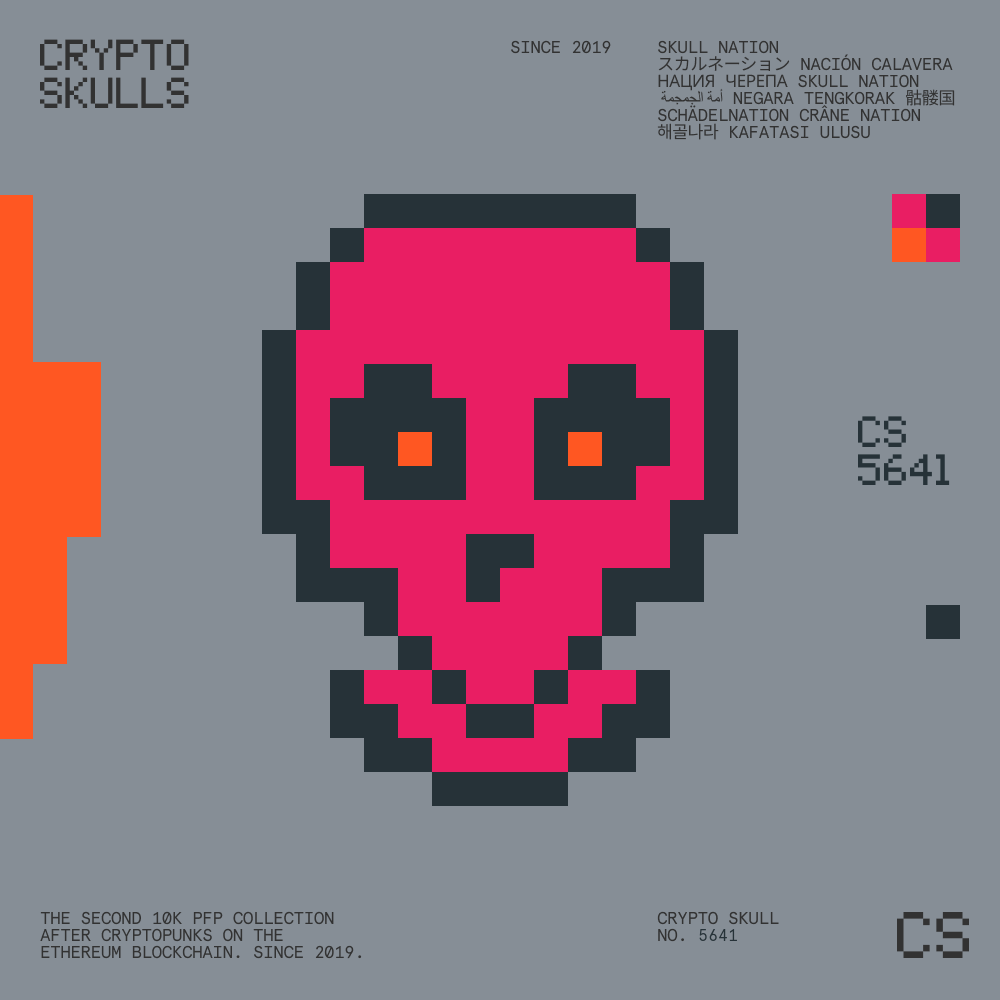 CRYPTO
SKULLS
SINCE 2019
SKULL NATION
スカルネーション NACIÓN CALAVERA
НАЦИЯ ЧЕРЕПА SKULL NATION
أمة الجمجمة NEGARA TENGKORAK 骷髅国
SCHÄDELNATION CRÂNE NATION
해골나라 KAFATASI ULUSU
CS
5641
THE SECOND 10K PFP COLLECTION
AFTER CRYPTOPUNKS ON THE
ETHEREUM BLOCKCHAIN. SINCE 2019.
CRYPTO SKULL
NO. 5641
CS